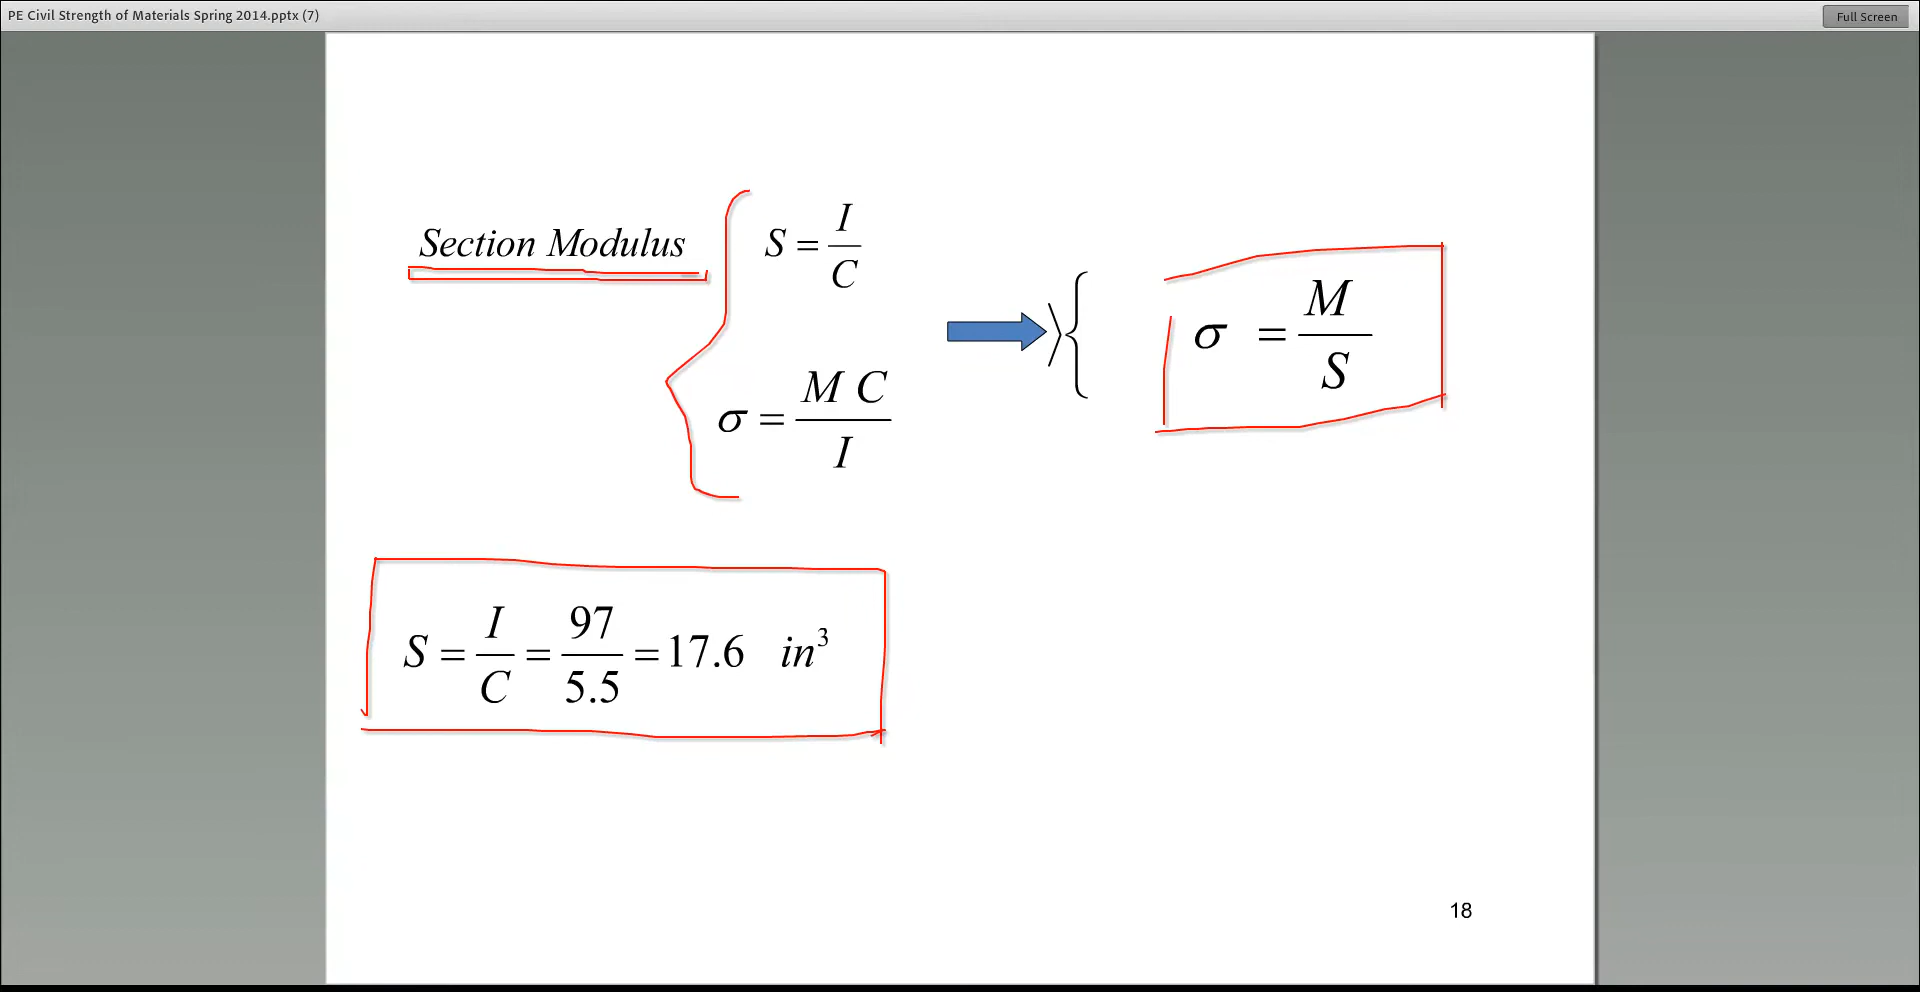 PE Civil Strength of Materials Spring 2014.pptx (7)
Full Screen
Section Modulus
S = I / C
σ = M C / I
σ = M / S
S = I / C = 97 / 5.5 = 17.6 in³
18